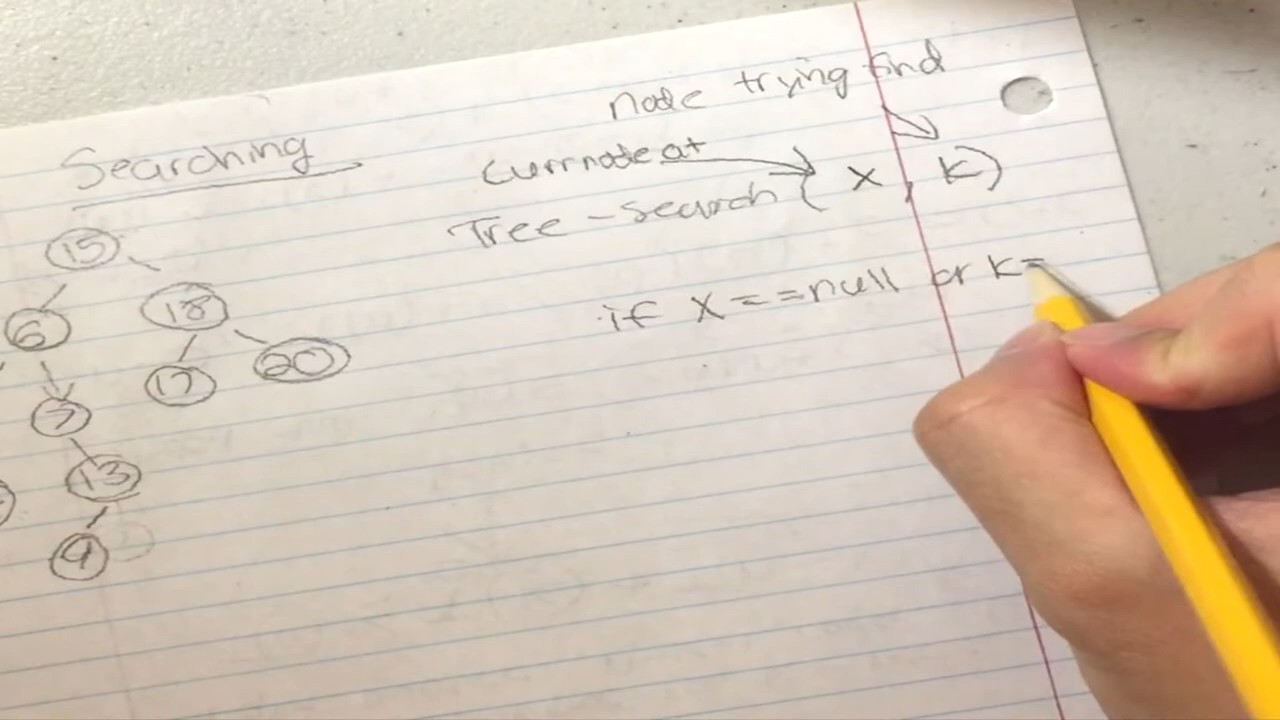 Searching
node trying find
Curr node at
Tree - Search ( x , k)
if x == null or k=
15
6
18
7
17
20
13
9